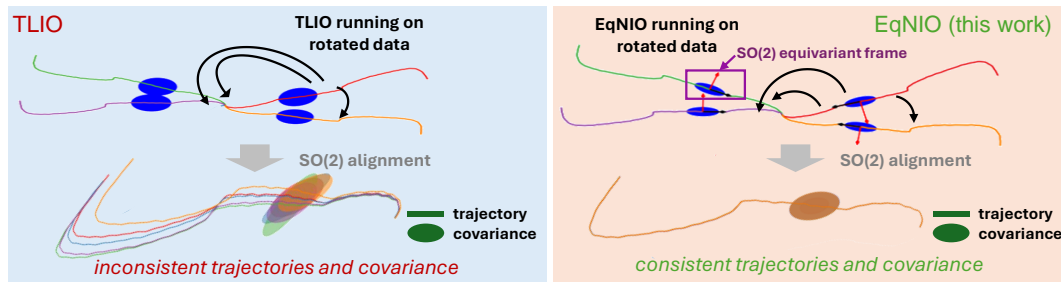 TLIO
TLIO running on
rotated data
SO(2) alignment
trajectory
covariance
inconsistent trajectories and covariance
EqNIO (this work)
EqNIO running on
rotated data
SO(2) equivariant frame
SO(2) alignment
trajectory
covariance
consistent trajectories and covariance